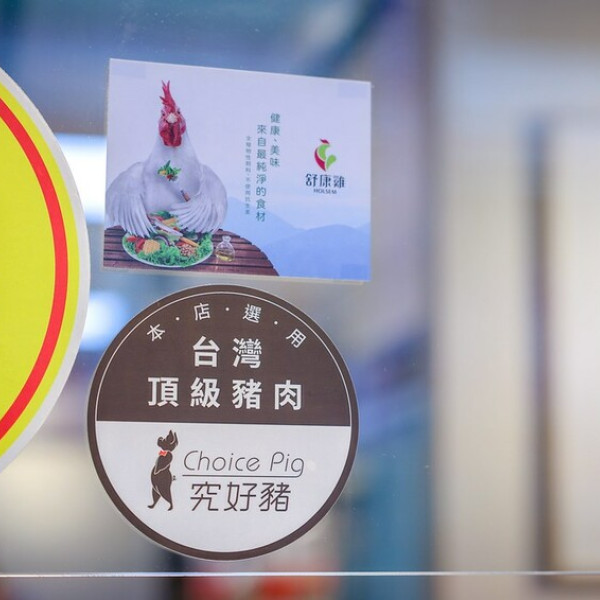 健康、美味
來自最純淨的食材
舒康雞
本·店·選·用
台灣
頂級豬肉
Choice Pig
究好豬